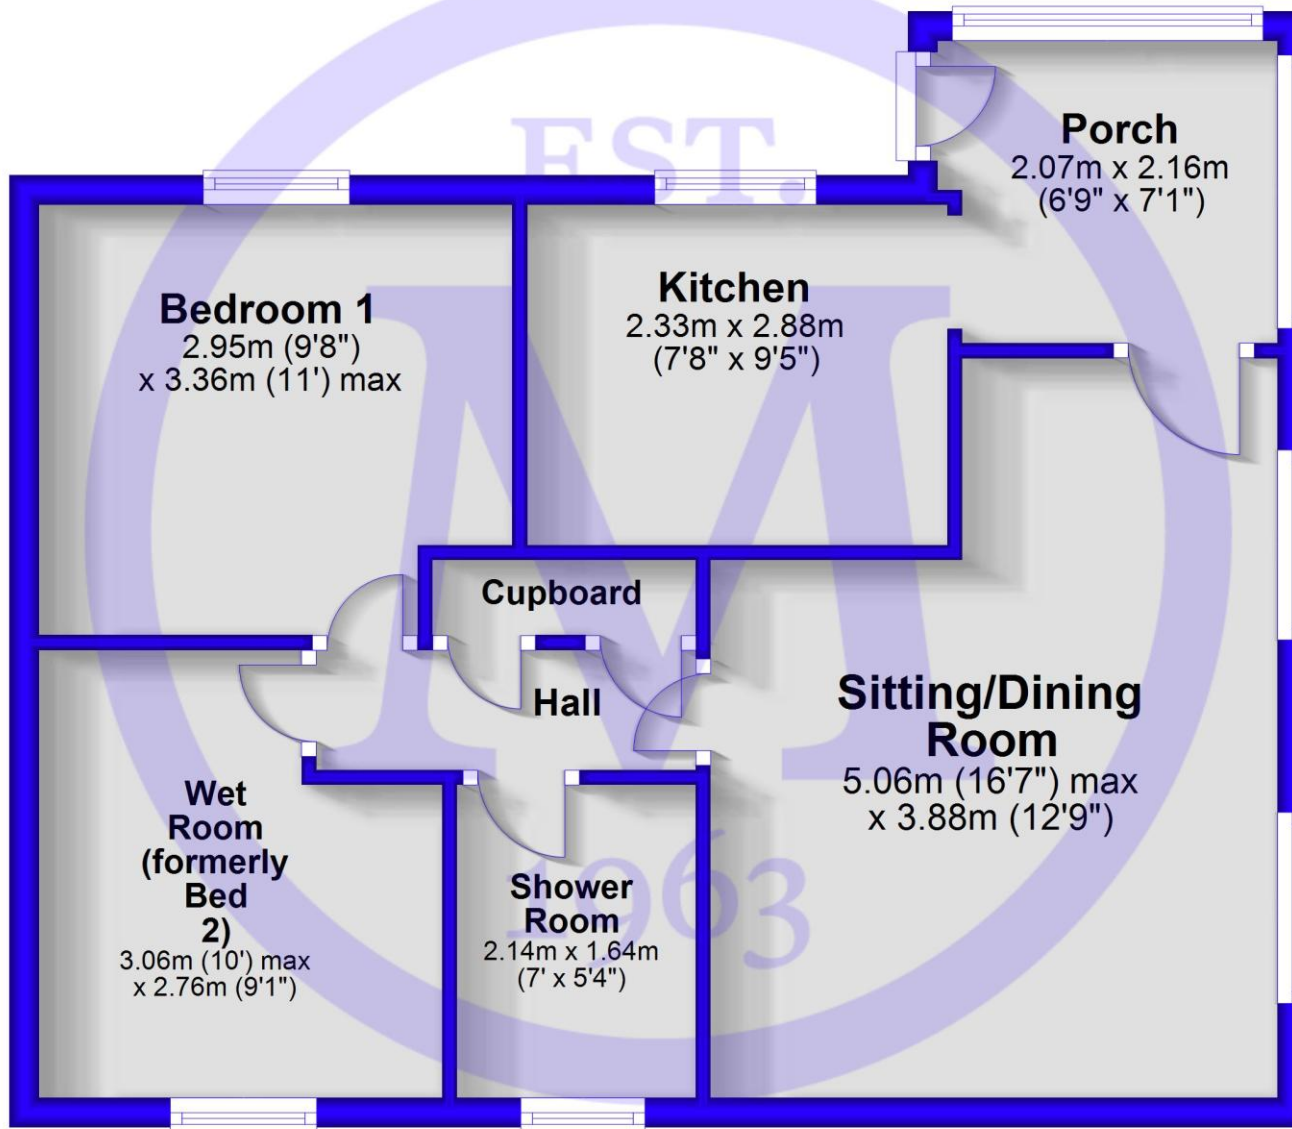 EST.
Porch
2.07m x 2.16m
(6'9" x 7'1")
Bedroom 1
2.95m (9'8")
x 3.36m (11') max
Kitchen
2.33m x 2.88m
(7'8" x 9'5")
M
Cupboard
Hall
Sitting/Dining
Room
5.06m (16'7") max
x 3.88m (12'9")
Wet
Room
(formerly
Bed
2)
3.06m (10') max
x 2.76m (9'1")
Shower
Room
2.14m x 1.64m
(7' x 5'4")
1963